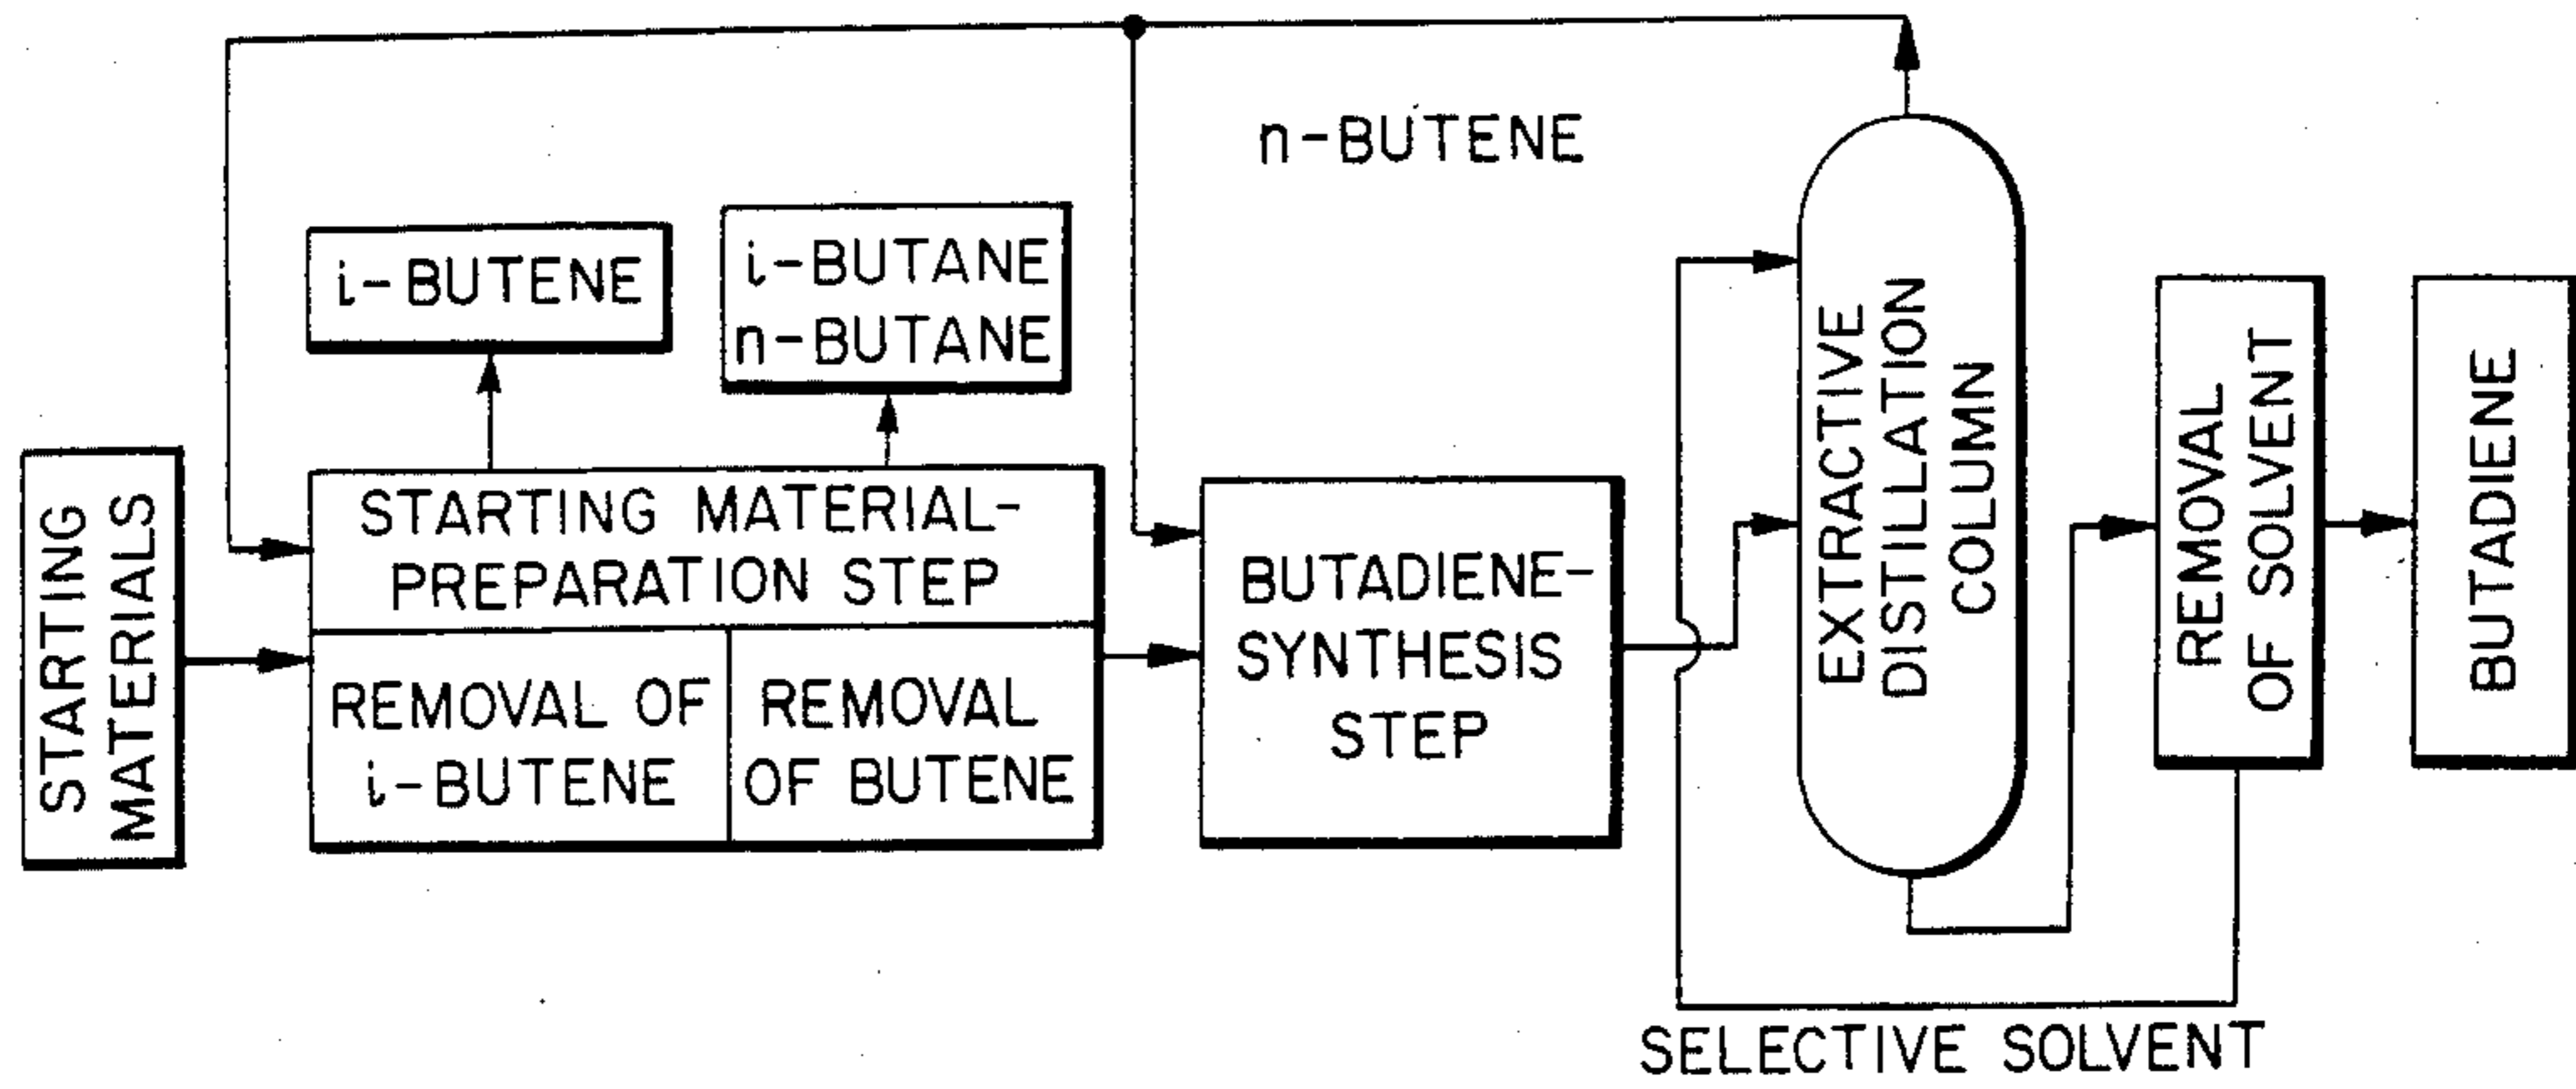 n-BUTENE
i-BUTENE
i-BUTANE
n-BUTANE
STARTING
MATERIALS
STARTING MATERIAL-
PREPARATION STEP
REMOVAL OF
i-BUTENE
REMOVAL
OF BUTENE
BUTADIENE-
SYNTHESIS
STEP
EXTRACTIVE
DISTILLATION
COLUMN
REMOVAL
OF SOLVENT
BUTADIENE
SELECTIVE SOLVENT